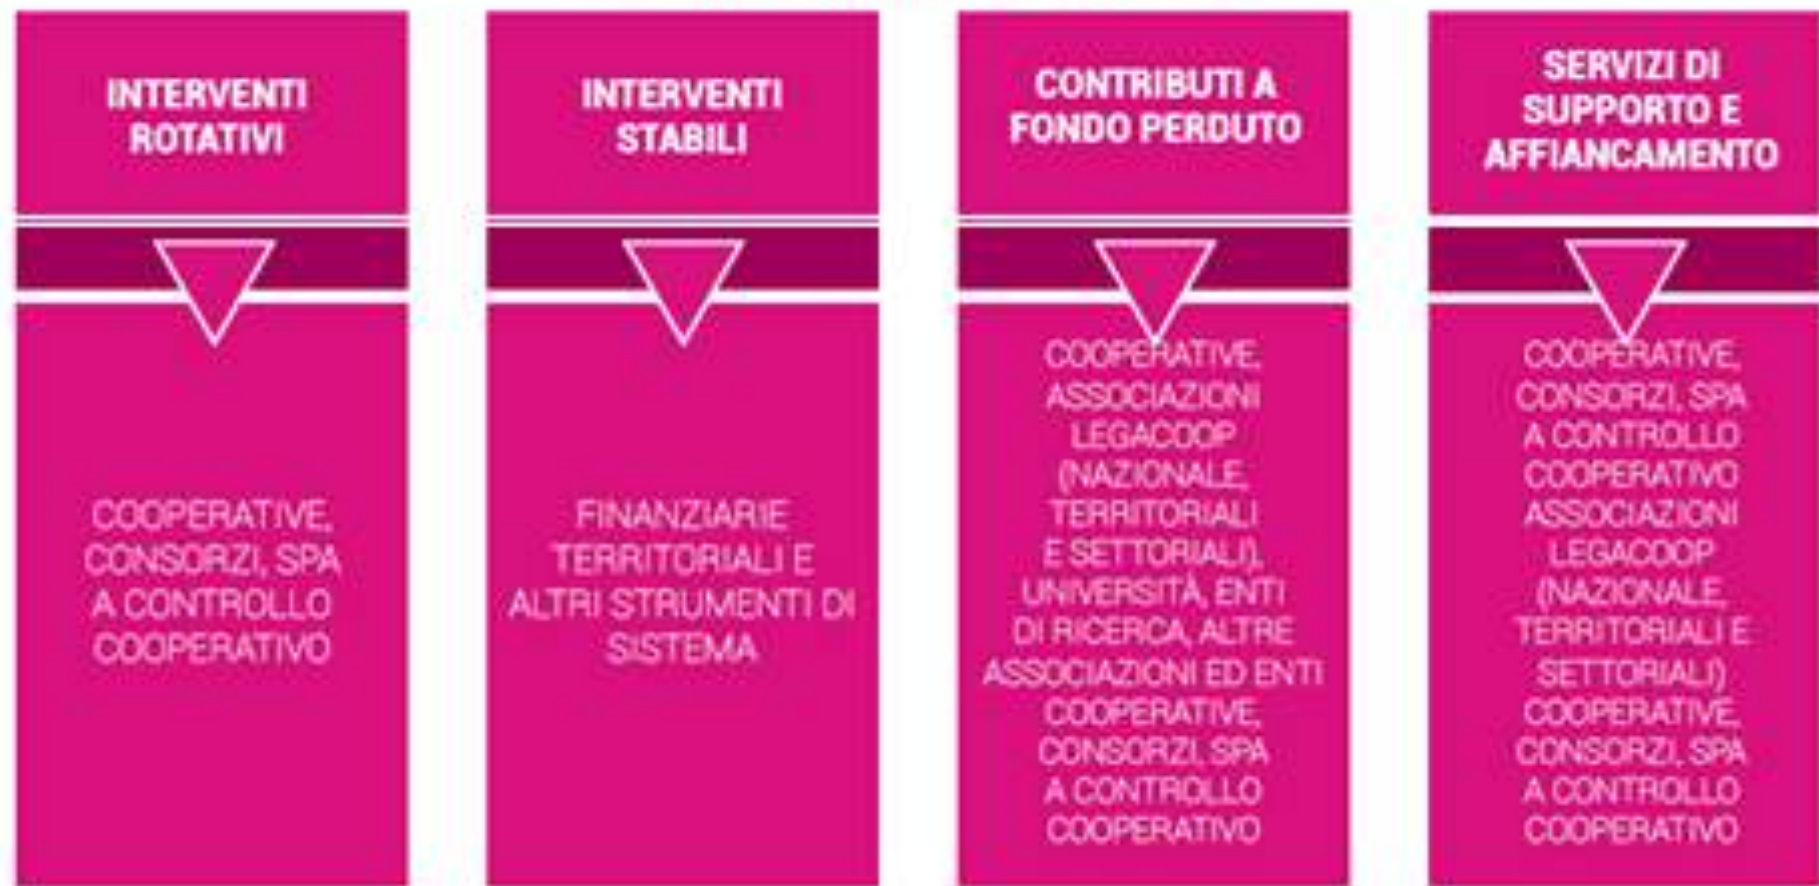 INTERVENTI
ROTATIVI
COOPERATIVE,
CONSORZI, SPA
A CONTROLLO
COOPERATIVO
INTERVENTI
STABILI
FINANZIARIE
TERRITORIALI E
ALTRI STRUMENTI DI
SISTEMA
CONTRIBUTI A
FONDO PERDUTO
COOPERATIVE,
ASSOCIAZIONI
LEGACOOP
(NAZIONALE,
TERRITORIALI
E SETTORIALI),
UNIVERSITÀ, ENTI
DI RICERCA, ALTRE
ASSOCIAZIONI ED ENTI
COOPERATIVE,
CONSORZI, SPA
A CONTROLLO
COOPERATIVO
SERVIZI DI
SUPPORTO E
AFFIANCAMENTO
COOPERATIVE,
CONSORZI, SPA
A CONTROLLO
COOPERATIVO
ASSOCIAZIONI
LEGACOOP
(NAZIONALE,
TERRITORIALI E
SETTORIALI)
COOPERATIVE,
CONSORZI, SPA
A CONTROLLO
COOPERATIVO